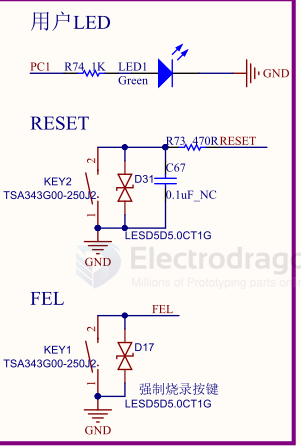 用户LED
PC1 R74 1K LED1
Green
GND
RESET
R73 470R RESET
2
C67
KEY2
D31
TSA343G00-250J2.
0.1uF_NC
1
LESD5D5.0CT1G
GND
Electrodrago
Millions of Prototyping parts on
FEL
FEL
2
KEY1
D17
TSA343G00-250J2.
1
强制烧录按键
LESD5D5.0CT1G
GND